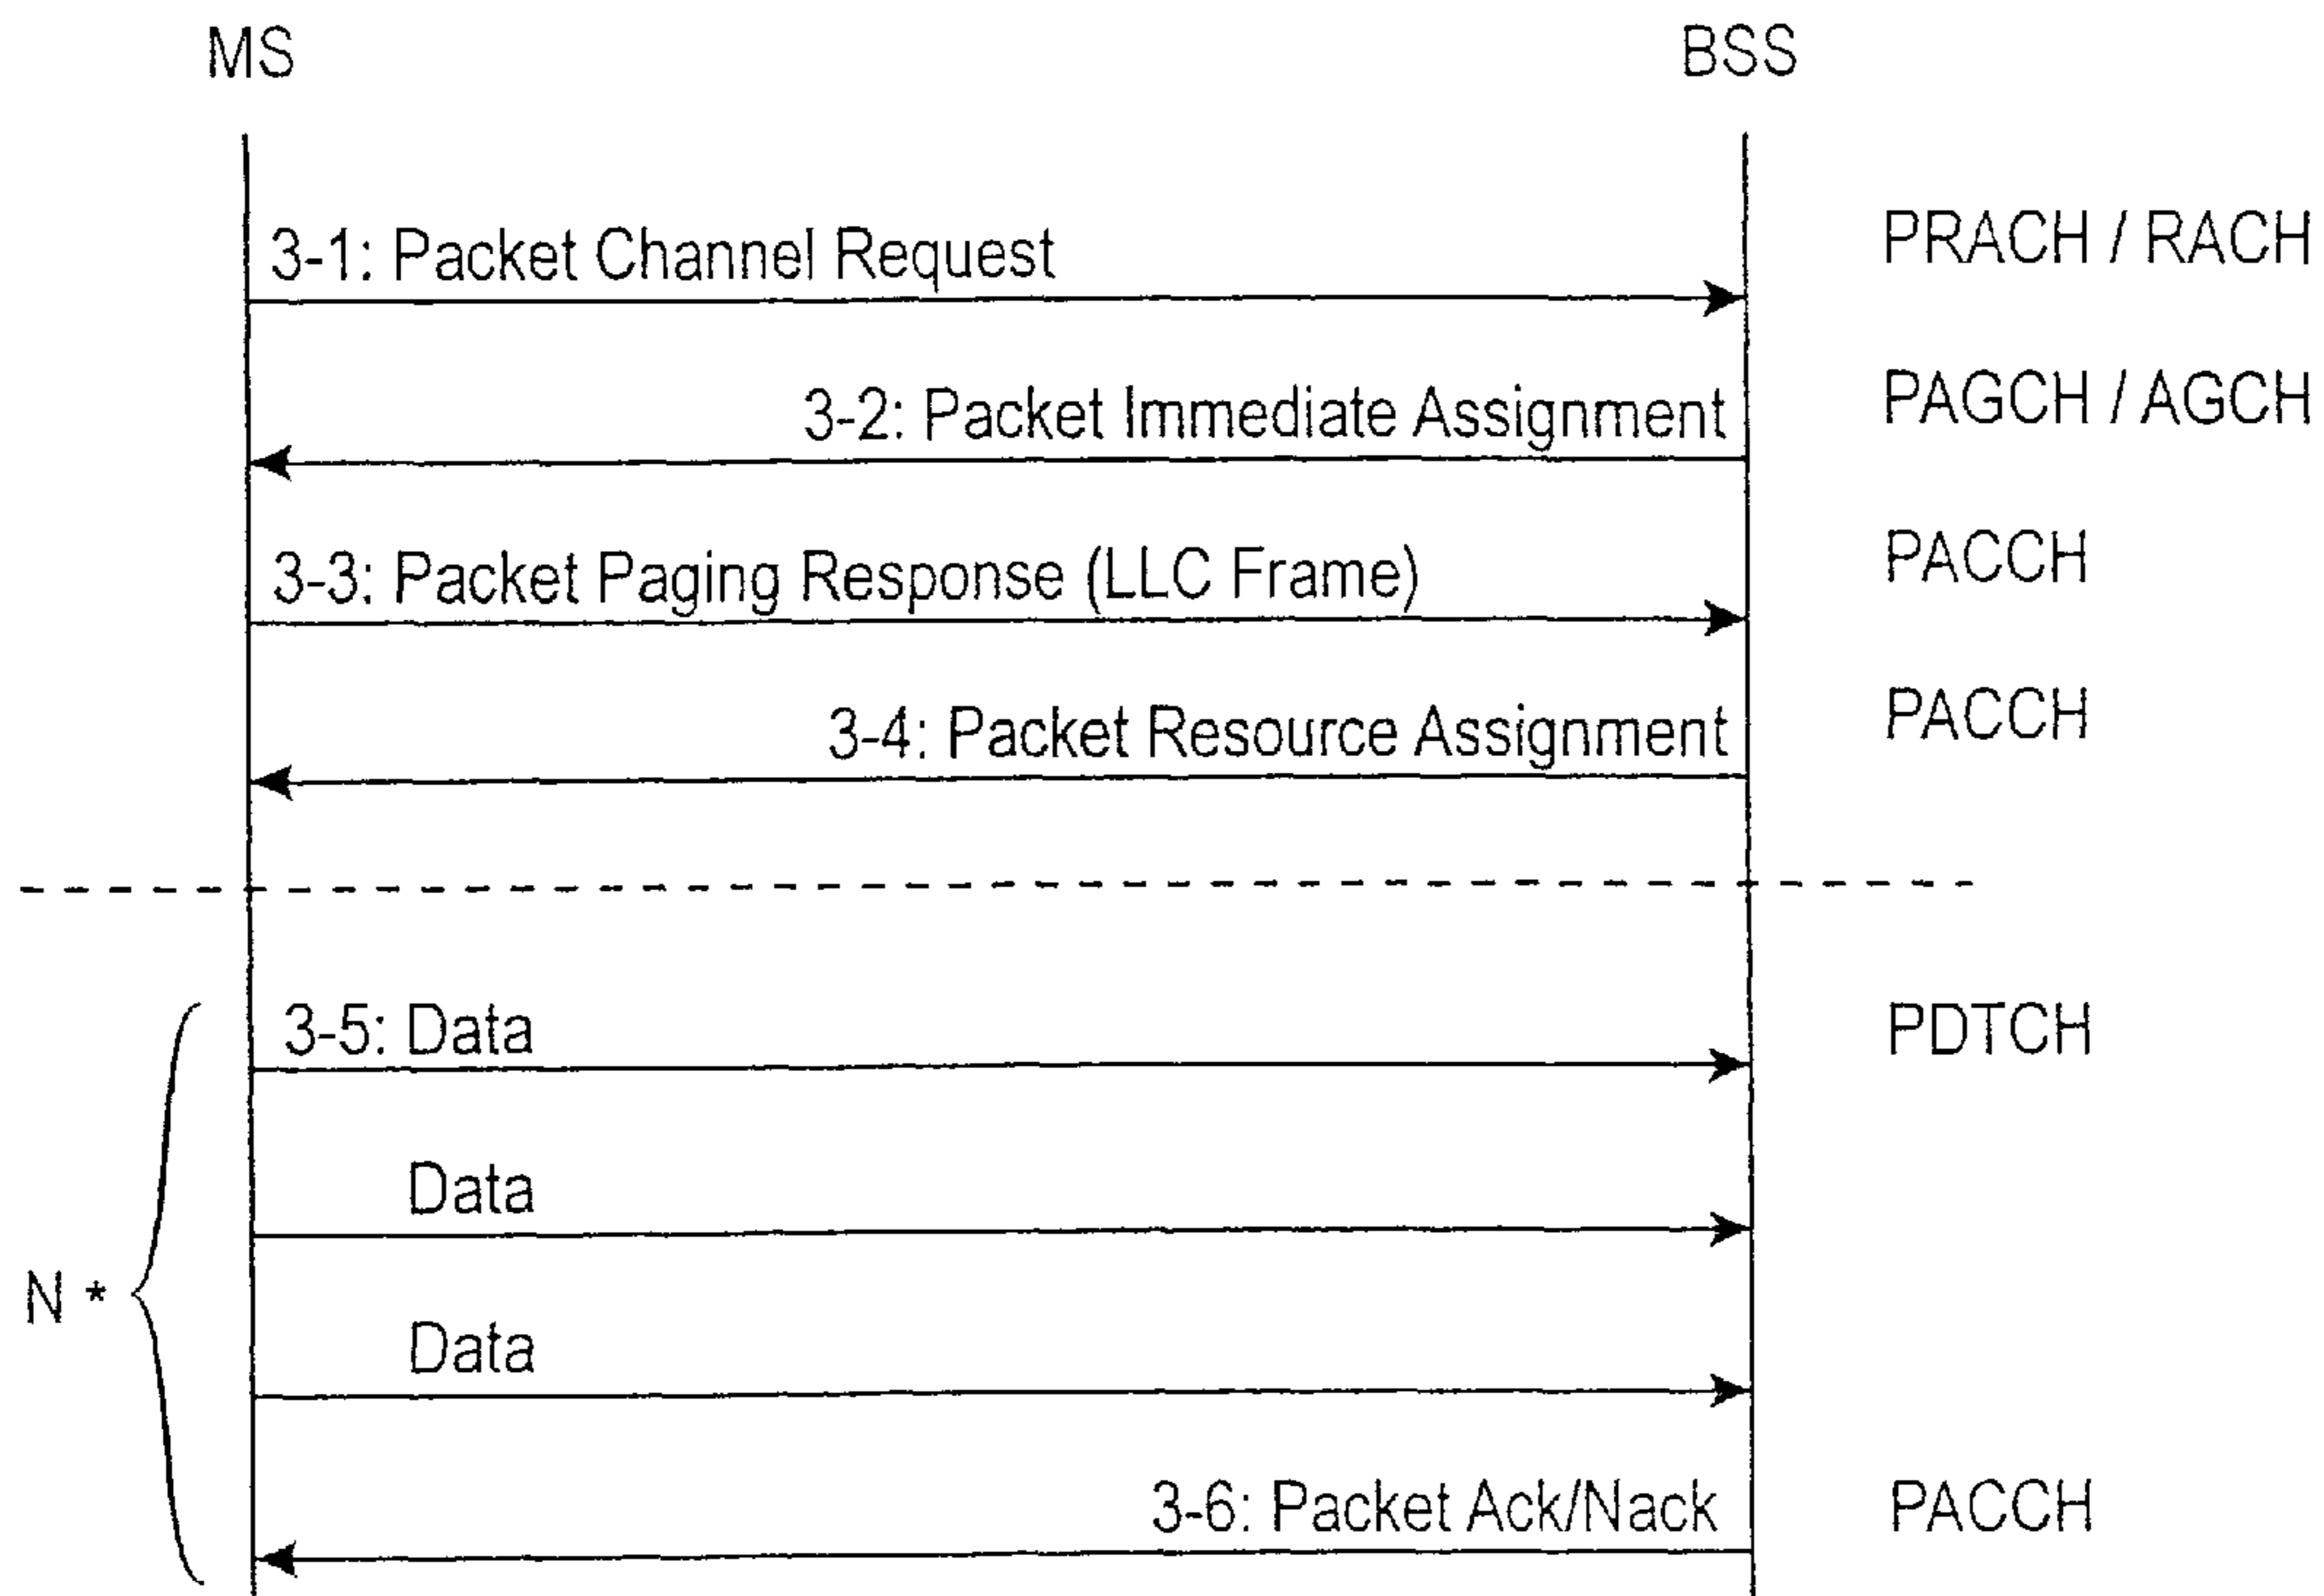 MS BSS
3-1: Packet Channel Request PRACH / RACH
3-2: Packet Immediate Assignment PAGCH / AGCH
3-3: Packet Paging Response (LLC Frame) PACCH
3-4: Packet Resource Assignment PACCH
3-5: Data PDTCH
Data
N *
Data
3-6: Packet Ack/Nack PACCH